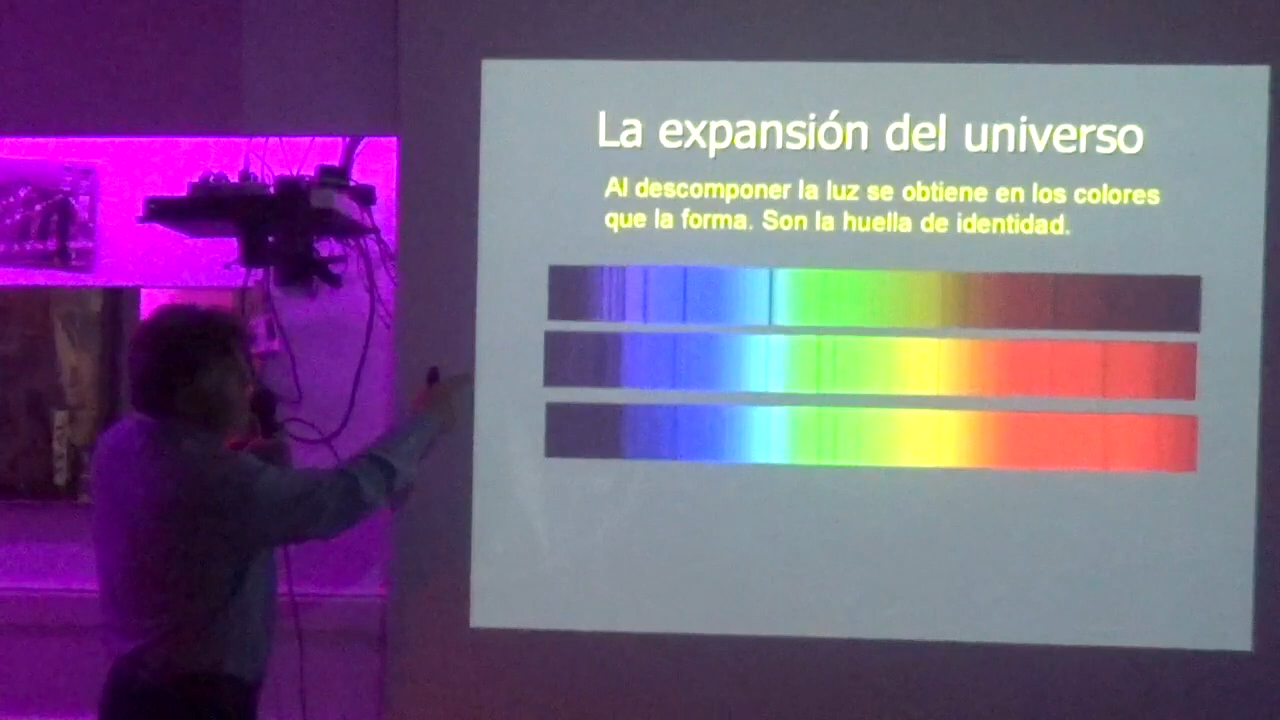 La expansión del universo
Al descomponer la luz se obtiene en los colores
que la forma. Son la huella de identidad.